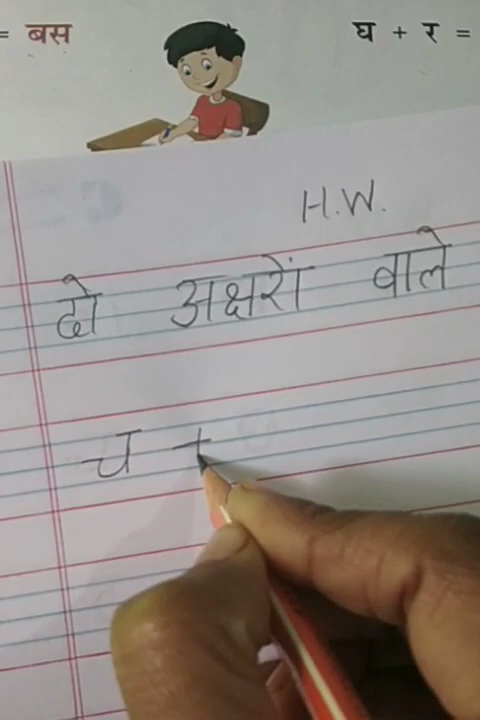 = बस
घ + र =
H.W.
दो अक्षरों वाले
च +